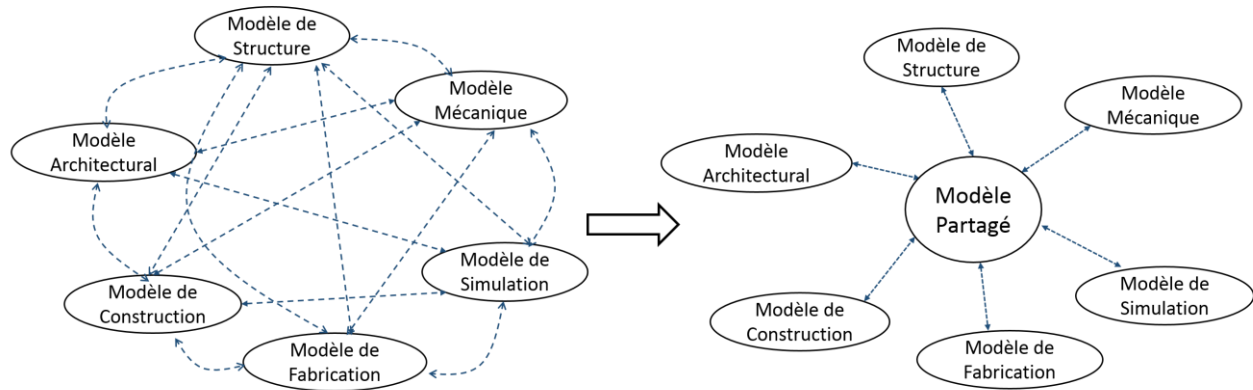 Modèle de
Structure
Modèle
Mécanique
Modèle
Architectural
Modèle de
Simulation
Modèle de
Construction
Modèle de
Fabrication
Modèle de
Structure
Modèle
Mécanique
Modèle
Architectural
Modèle
Partagé
Modèle de
Simulation
Modèle de
Construction
Modèle de
Fabrication